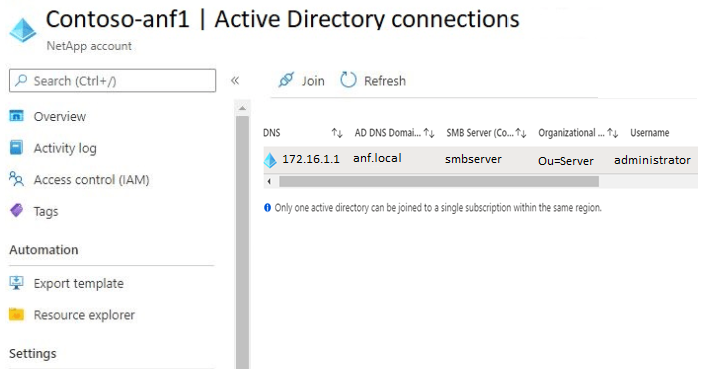 Contoso-anf1 | Active Directory connections
NetApp account
Search (Ctrl+/)
«
Join
Refresh
Overview
Activity log
Access control (IAM)
Tags
Automation
Export template
Resource explorer
Settings
DNS AD DNS Domai... SMB Server (Co... Organizational ... Username
172.16.1.1 anf.local smbserver Ou=Server administrator
Only one active directory can be joined to a single subscription within the same region.